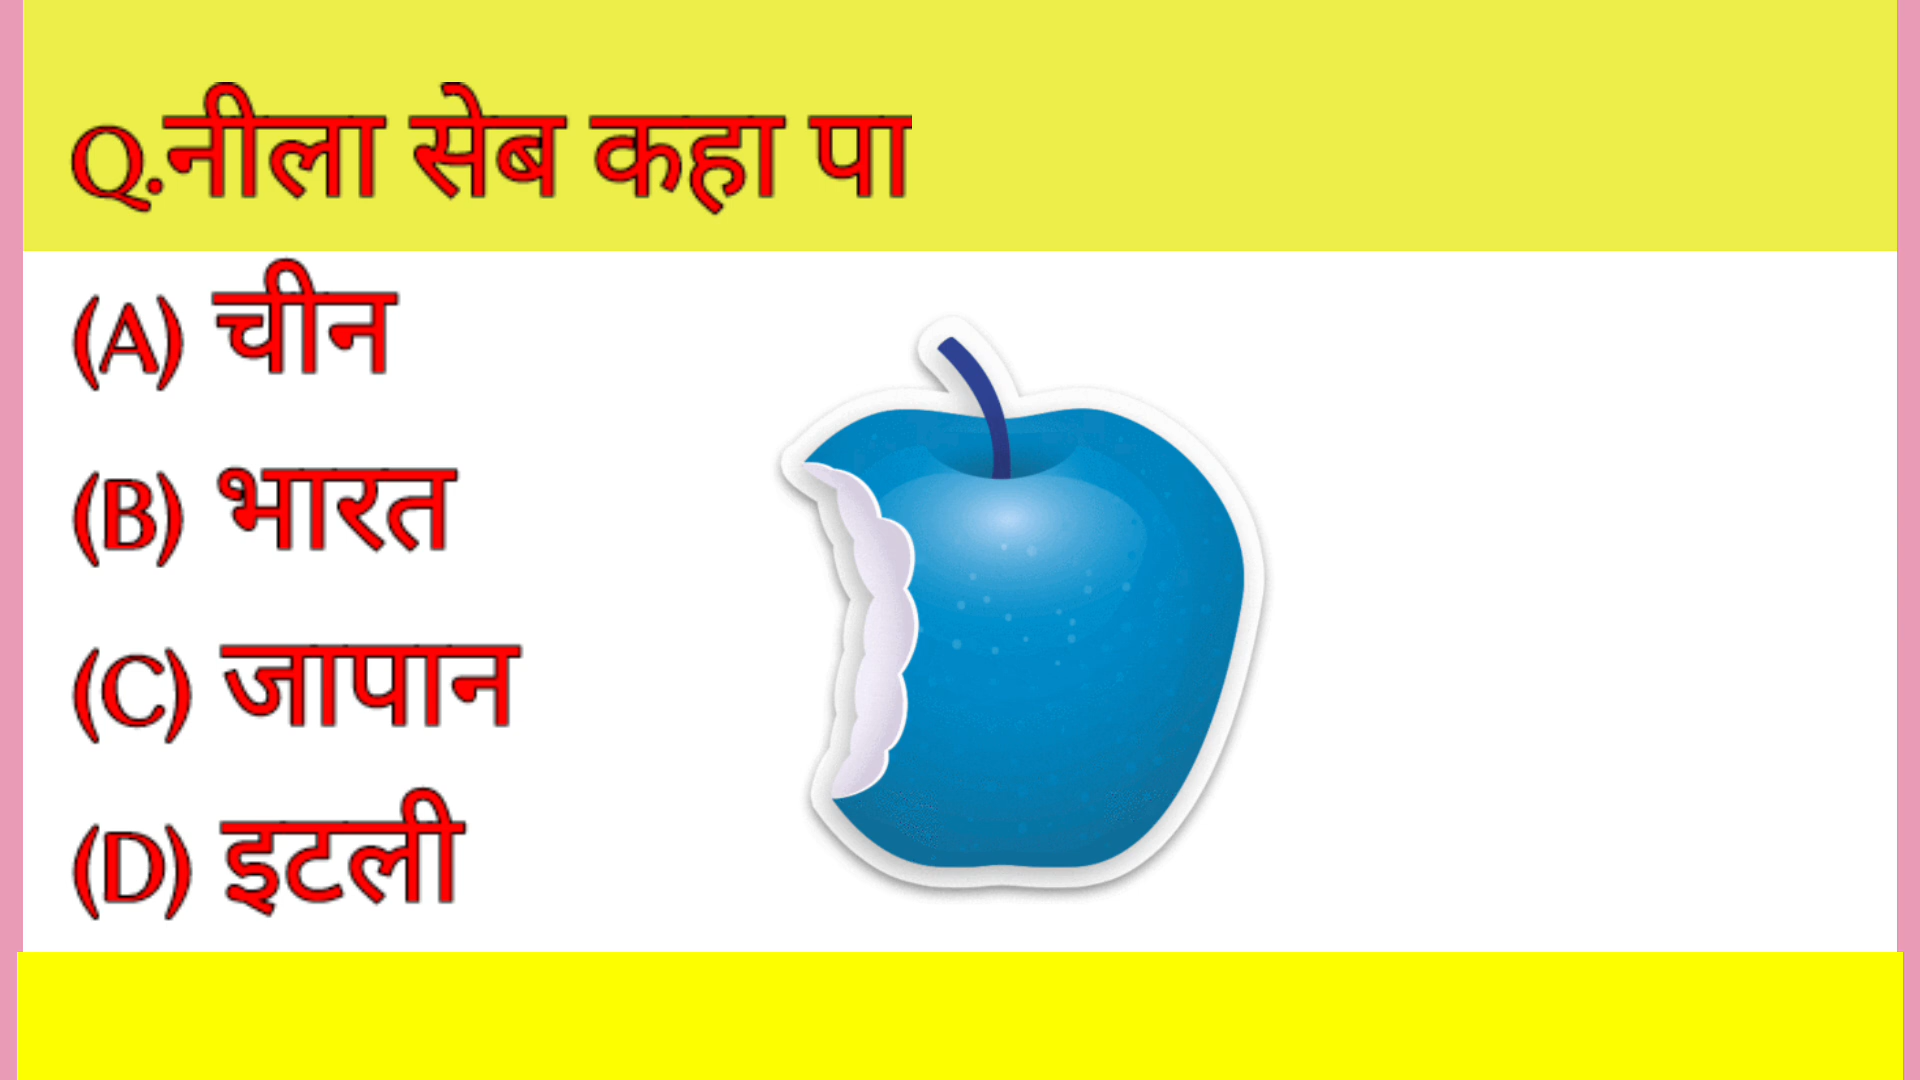 Q.नीला सेब कहा पा
(A) चीन
(B) भारत
(C) जापान
(D) इटली